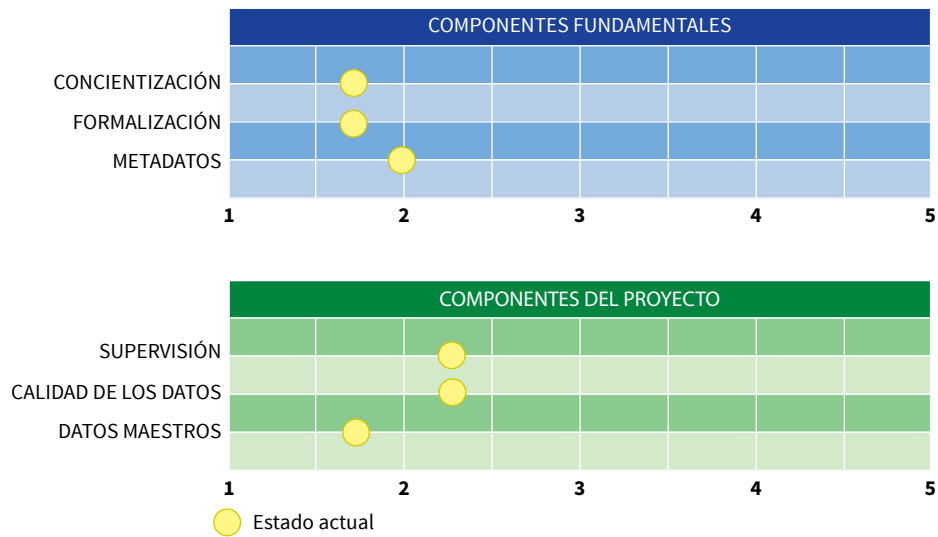 COMPONENTES FUNDAMENTALES
CONCIENTIZACIÓN
FORMALIZACIÓN
METADATOS
1 2 3 4 5
COMPONENTES DEL PROYECTO
SUPERVISIÓN
CALIDAD DE LOS DATOS
DATOS MAESTROS
1 2 3 4 5
Estado actual